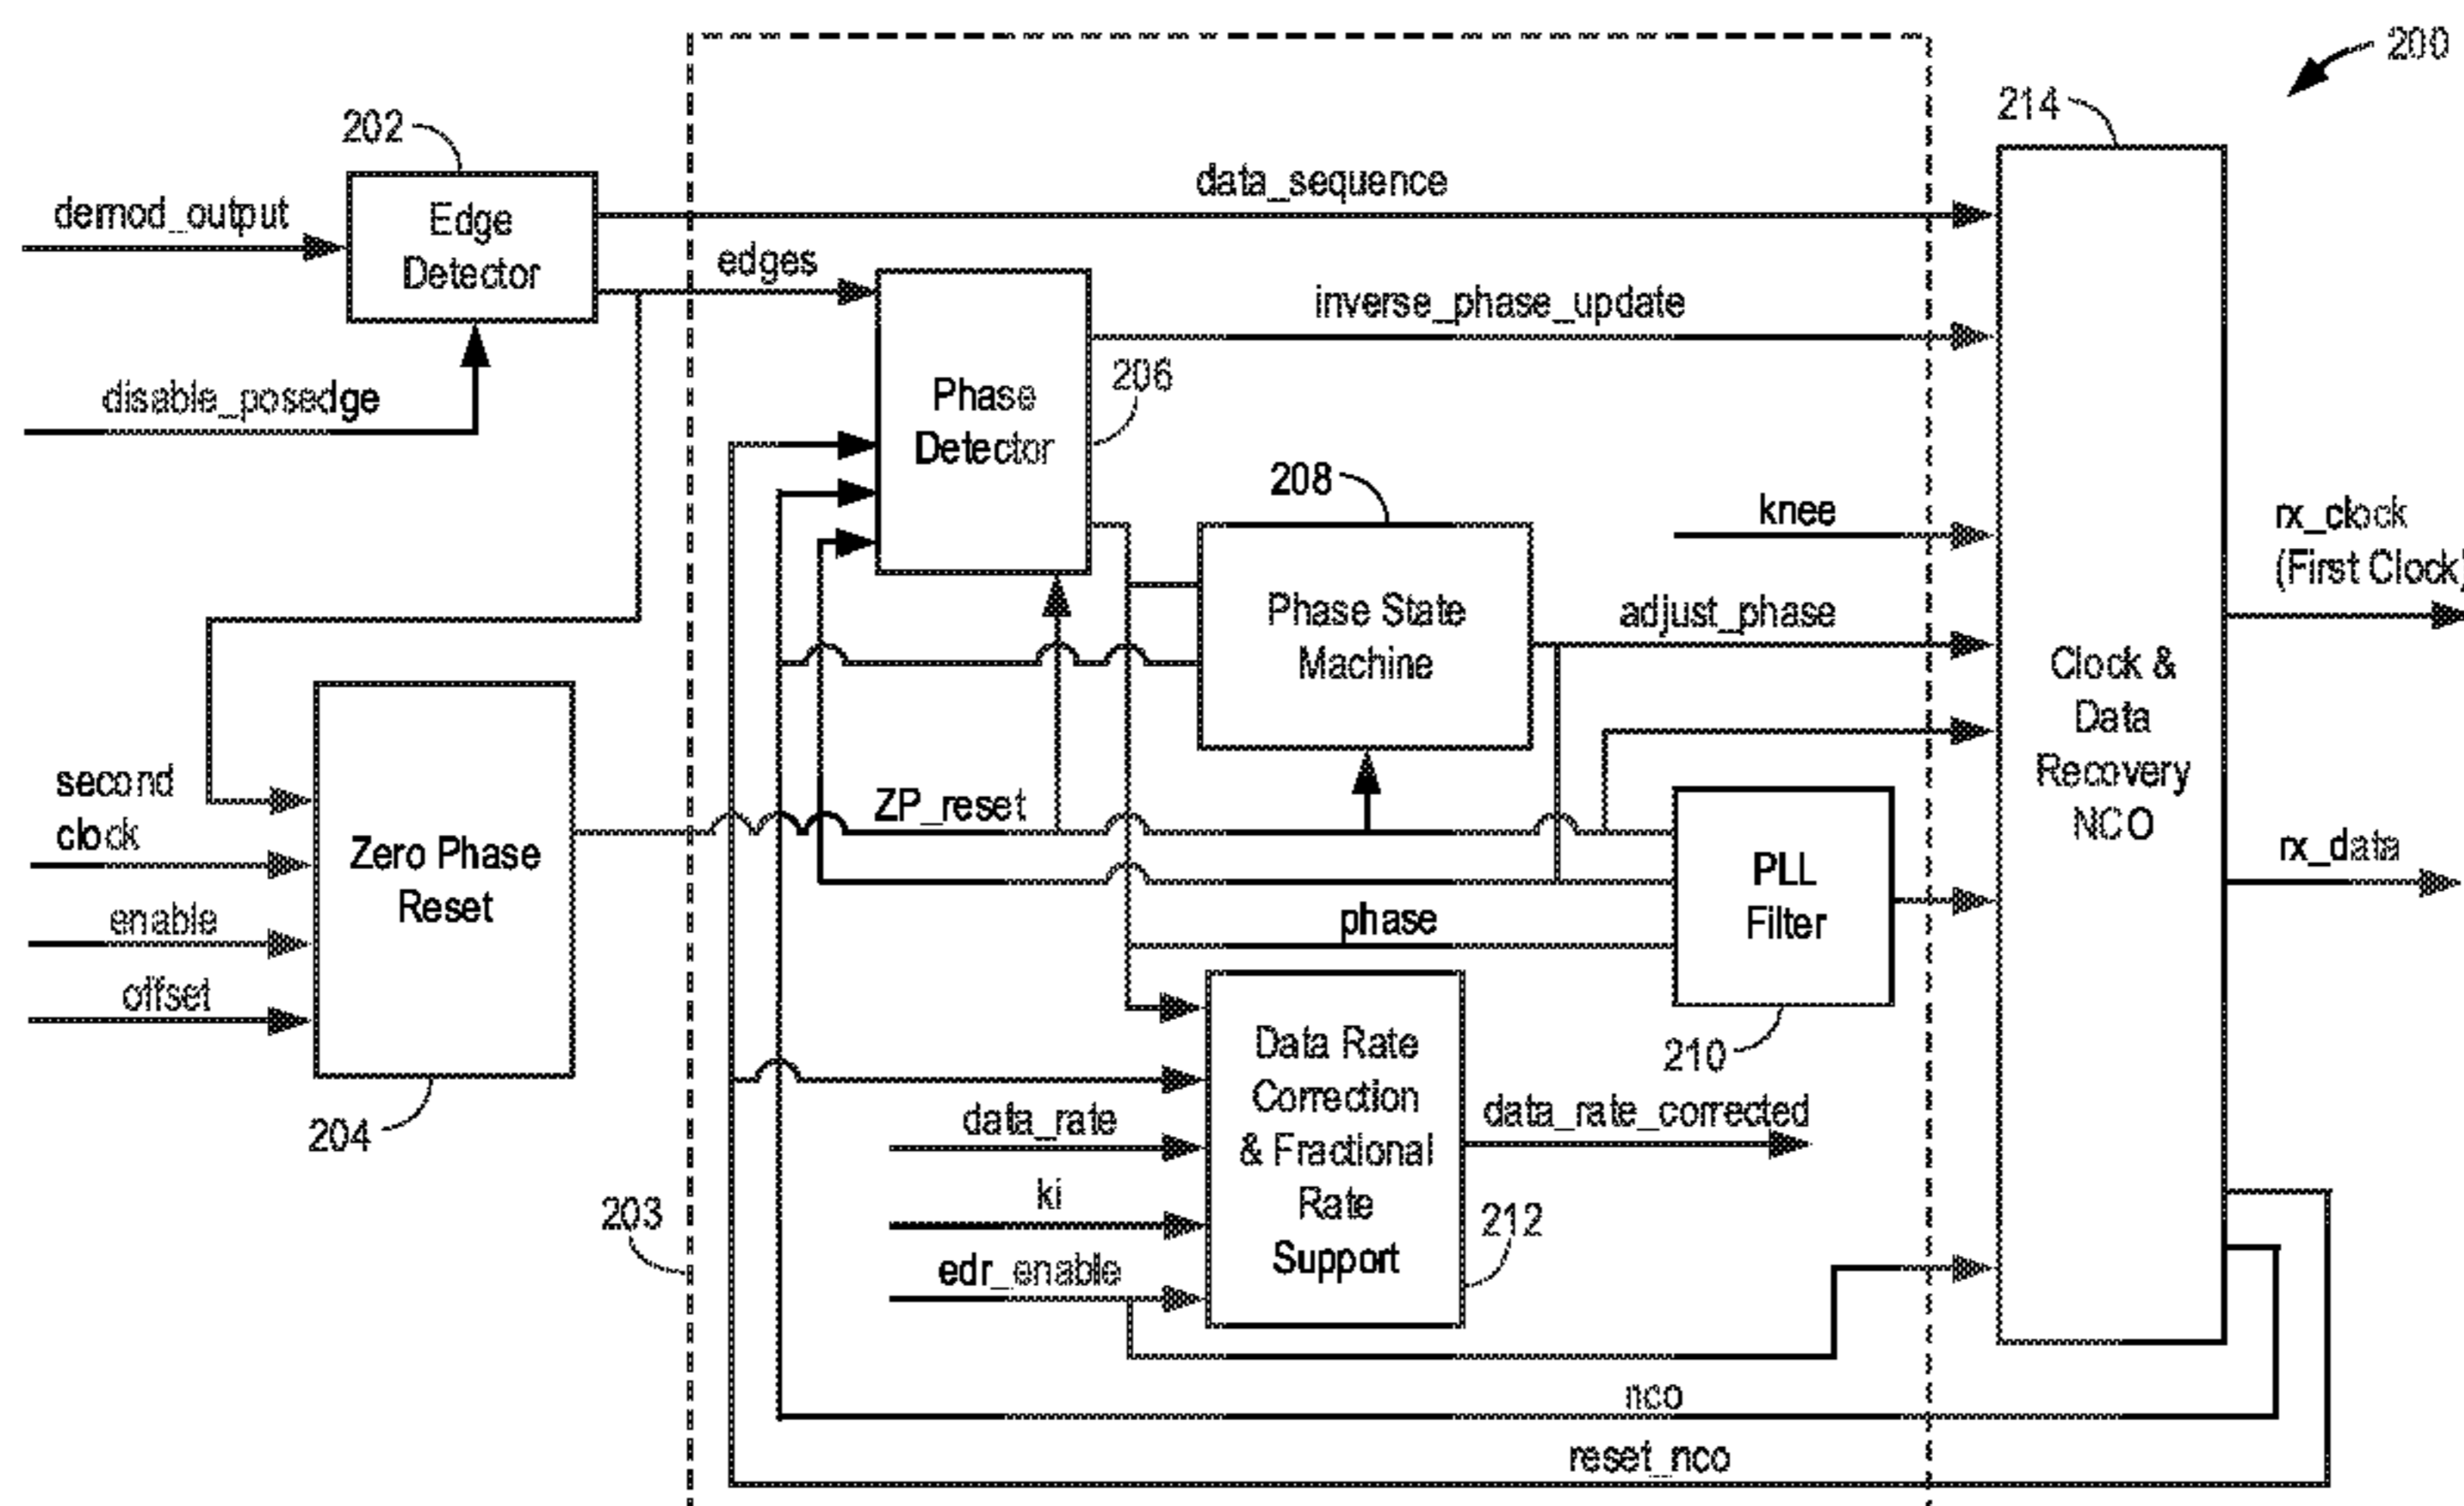 200
214
202
data_sequence
demod_output
Edge
Detector
edges
inverse_phase_update
206
disable_posedge
Phase
Detector
208
knee
rx_clock
(First Clock)
Phase State
Machine
adjust_phase
Clock &
Data
Recovery
NCO
second
clock
ZP_reset
Zero Phase
Reset
PLL
Filter
rx_data
enable
phase
offset
210
Data Rate
Correction
& Fractional
Rate
Support
data_rate
data_rate_corrected
204
ki
203
212
edr_enable
nco
reset_nco